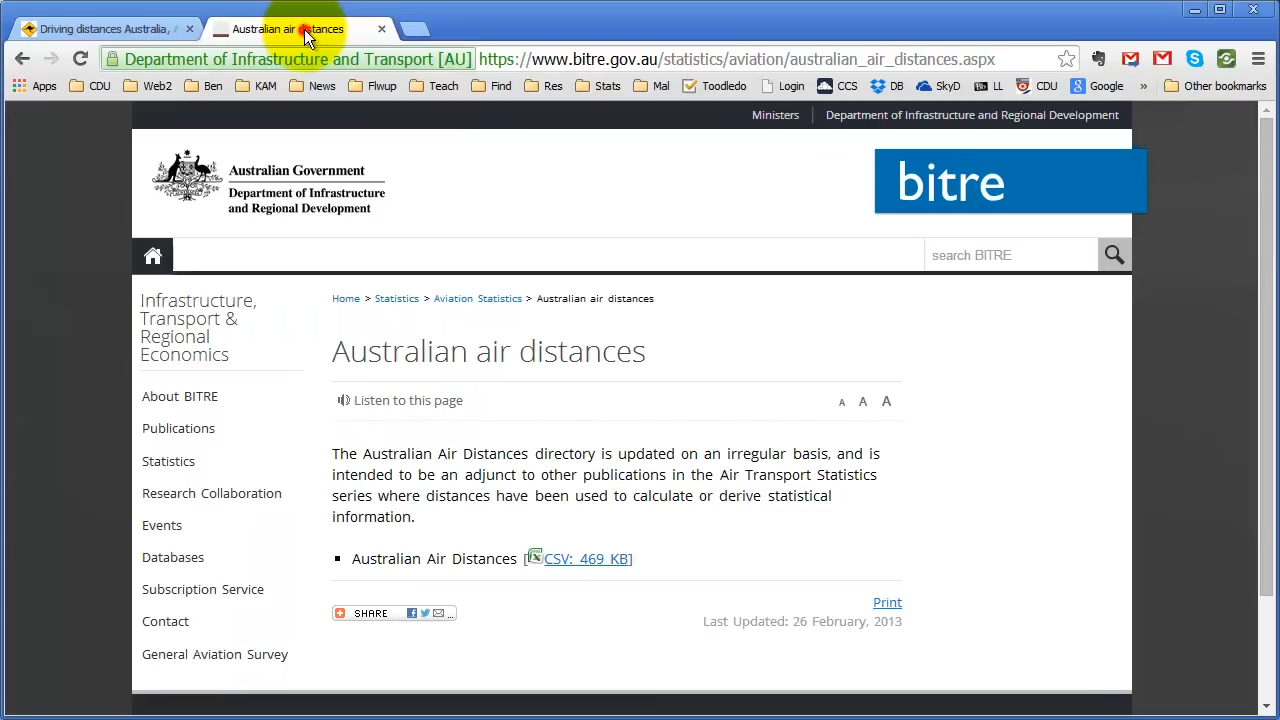 Driving distances Australia,
Australian air distances
Department of Infrastructure and Transport [AU] https://www.bitre.gov.au/statistics/aviation/australian_air_distances.aspx
Apps CDU Web2 Ben KAM News Flwup Teach Find Res Stats Mal Toodledo Login CCS DB SkyD LL CDU Google » Other bookmarks
Ministers Department of Infrastructure and Regional Development
Australian Government
Department of Infrastructure
and Regional Development
bitre
search BITRE
Infrastructure,
Transport &
Regional
Economics
About BITRE
Publications
Statistics
Research Collaboration
Events
Databases
Subscription Service
Contact
General Aviation Survey
Home > Statistics > Aviation Statistics > Australian air distances
Australian air distances
Listen to this page A A A
The Australian Air Distances directory is updated on an irregular basis, and is
intended to be an adjunct to other publications in the Air Transport Statistics
series where distances have been used to calculate or derive statistical
information.
Australian Air Distances [CSV: 469 KB]
SHARE ...
Print
Last Updated: 26 February, 2013